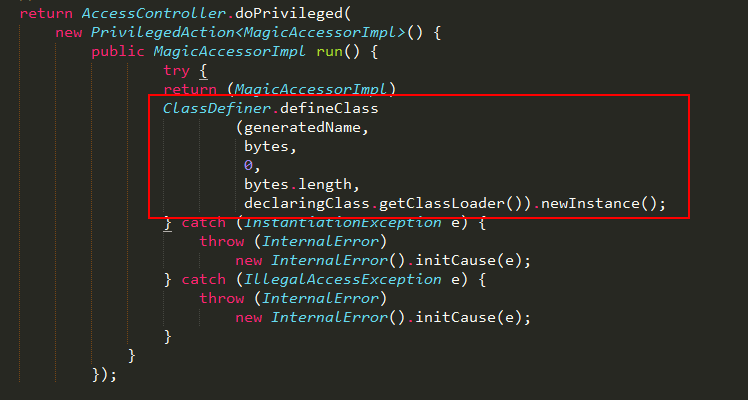 return AccessController.doPrivileged(
new PrivilegedAction<MagicAccessorImpl>() {
public MagicAccessorImpl run() {
try {
return (MagicAccessorImpl)
ClassDefiner.defineClass
(generatedName,
bytes,
0,
bytes.length,
declaringClass.getClassLoader()).newInstance();
} catch (InstantiationException e) {
throw (InternalError)
new InternalError().initCause(e);
} catch (IllegalAccessException e) {
throw (InternalError)
new InternalError().initCause(e);
}
}
});